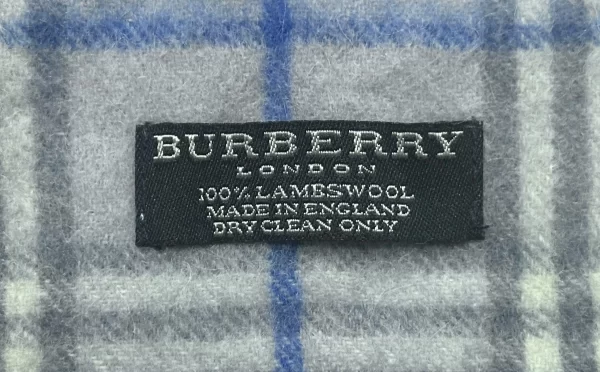 BURBERRY
LONDON
100% LAMBSWOOL
MADE IN ENGLAND
DRY CLEAN ONLY